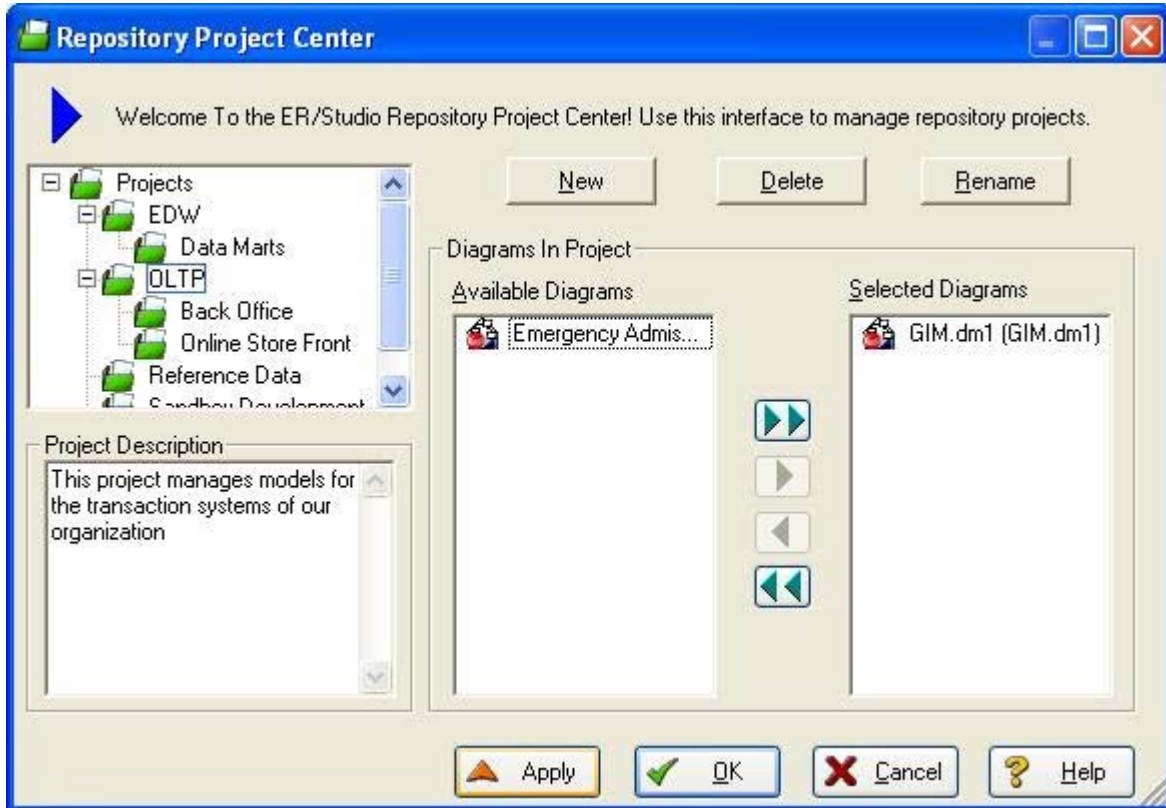 Repository Project Center
Welcome To the ER/Studio Repository Project Center! Use this interface to manage repository projects.
Projects
EDW
Data Marts
OLTP
Back Office
Online Store Front
Reference Data
Sandbox Development
Project Description
This project manages models for
the transaction systems of our
organization
New
Delete
Rename
Diagrams In Project
Available Diagrams
Emergency Admis...
Selected Diagrams
GIM.dm1 (GIM.dm1)
Apply
OK
Cancel
Help